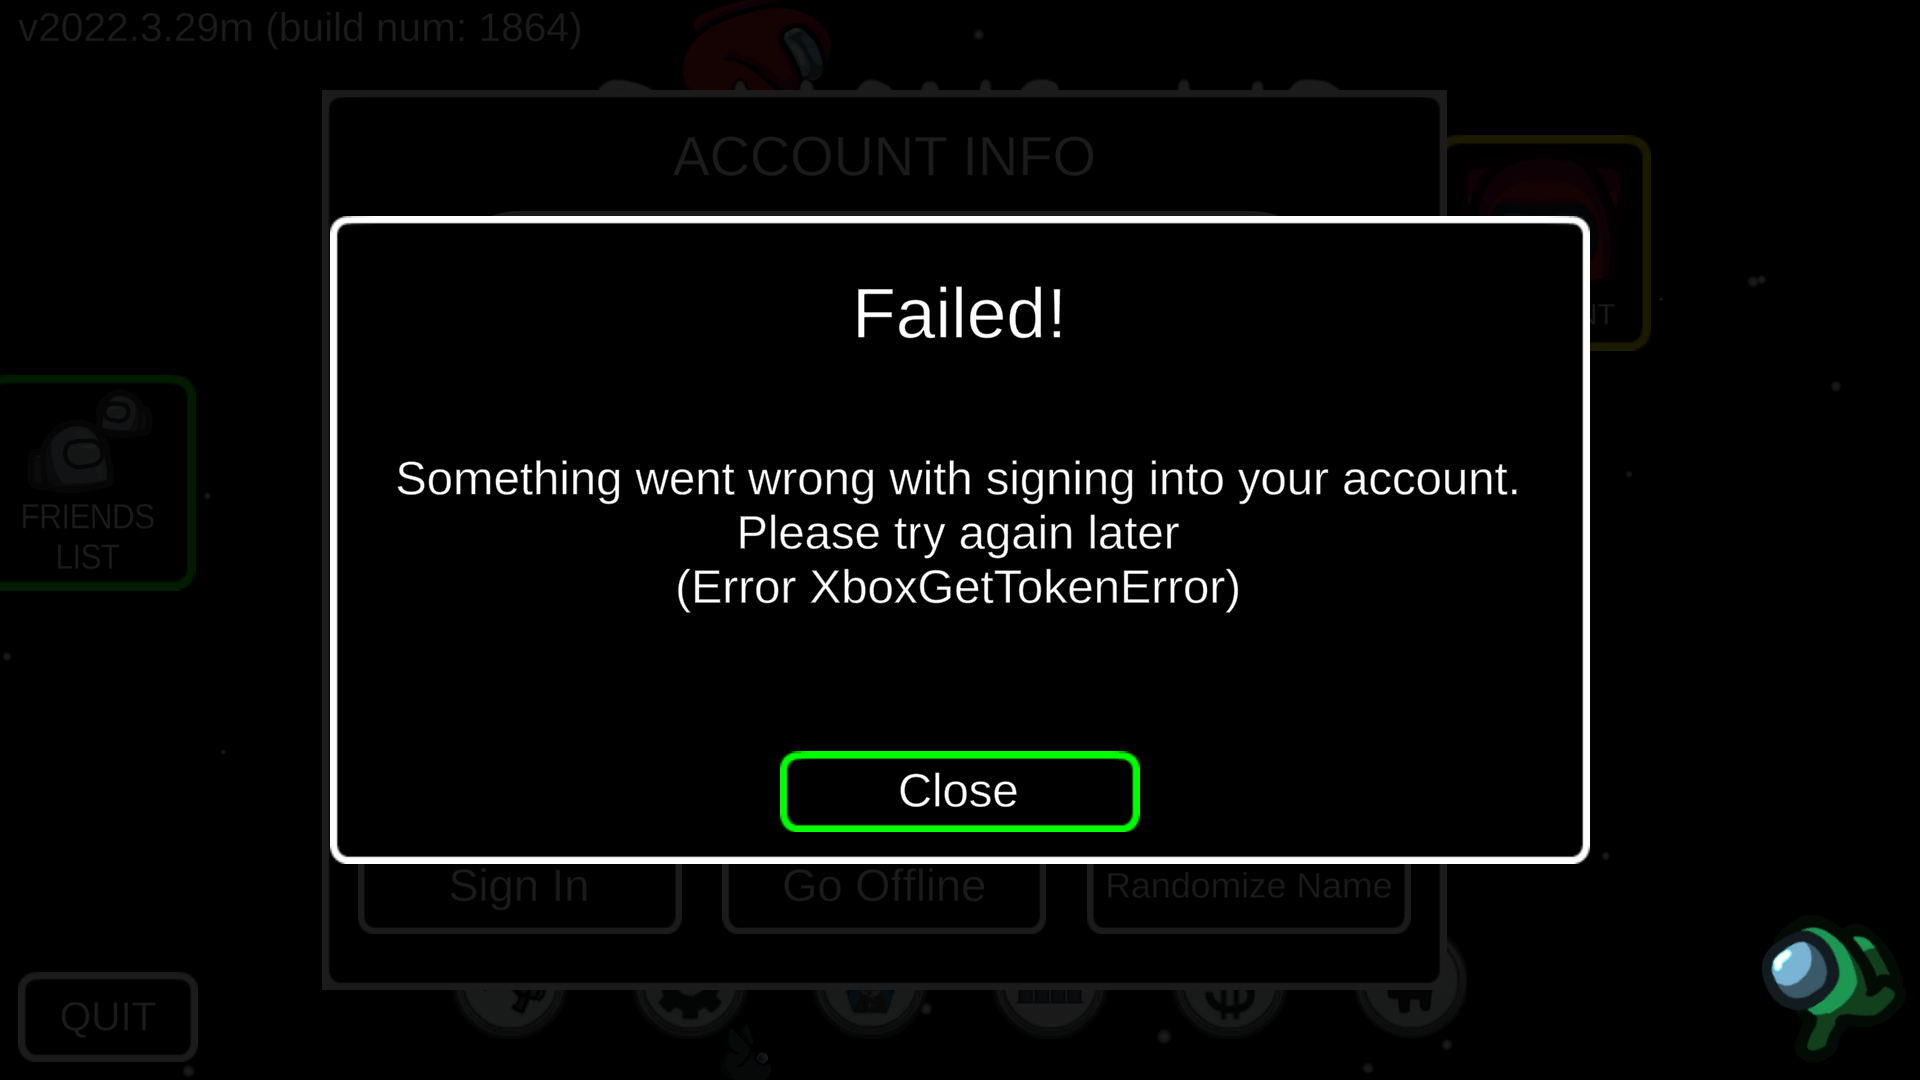 v2022.3.29m (build num: 1864)
ACCOUNT INFO
Failed!
Something went wrong with signing into your account.
Please try again later
(Error XboxGetTokenError)
Close
FRIENDS
LIST
Sign In
Go Offline
Randomize Name
QUIT